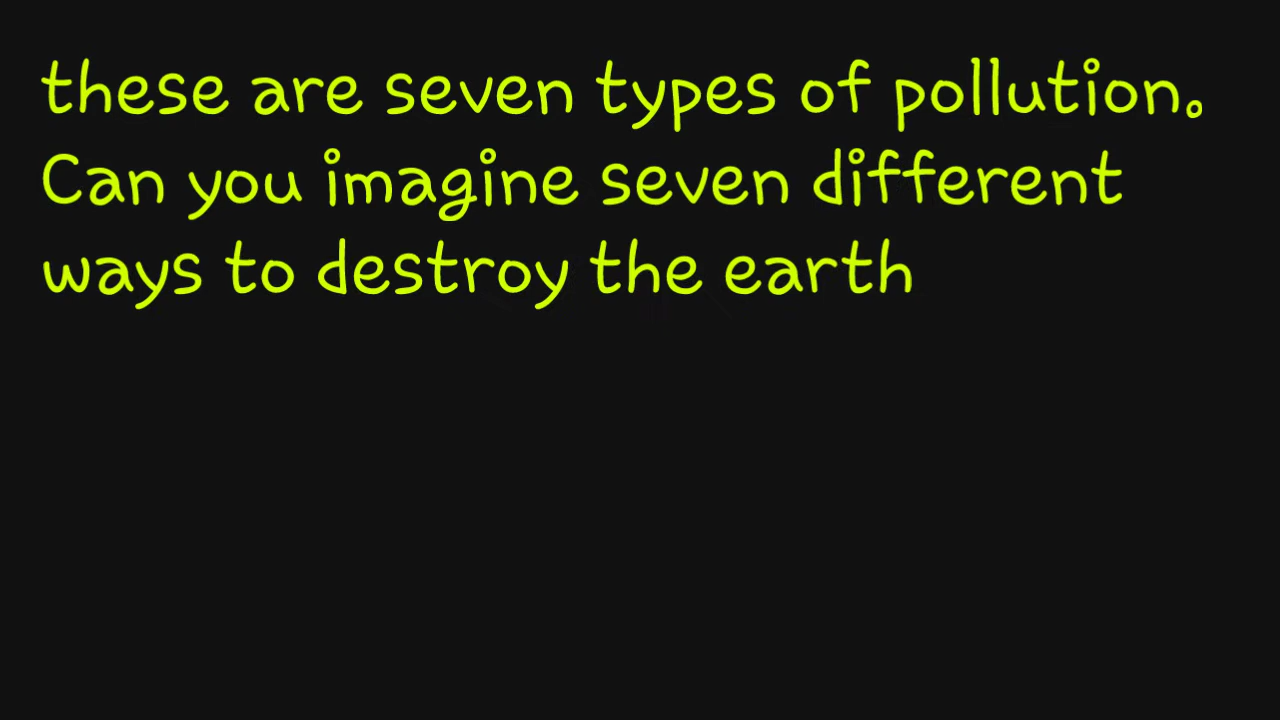 these are seven types of pollution.
Can you imagine seven different
ways to destroy the earth